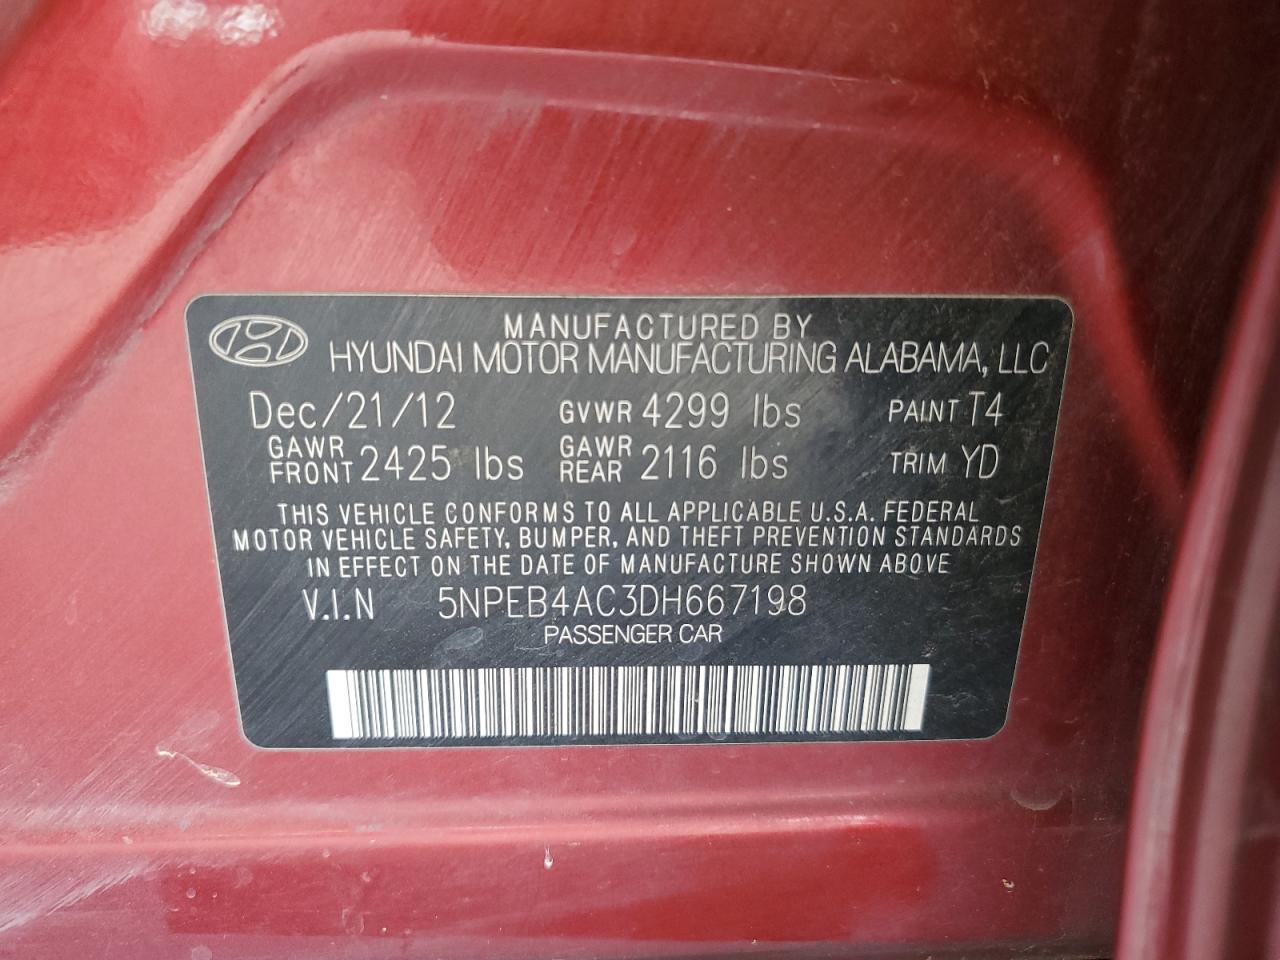 MANUFACTURED BY
HYUNDAI MOTOR MANUFACTURING ALABAMA, LLC
Dec/21/12 GVWR 4299 lbs PAINT T4
GAWR FRONT 2425 lbs GAWR REAR 2116 lbs TRIM YD
THIS VEHICLE CONFORMS TO ALL APPLICABLE U.S.A. FEDERAL
MOTOR VEHICLE SAFETY, BUMPER, AND THEFT PREVENTION STANDARDS
IN EFFECT ON THE DATE OF MANUFACTURE SHOWN ABOVE
V.I.N 5NPEB4AC3DH667198
PASSENGER CAR